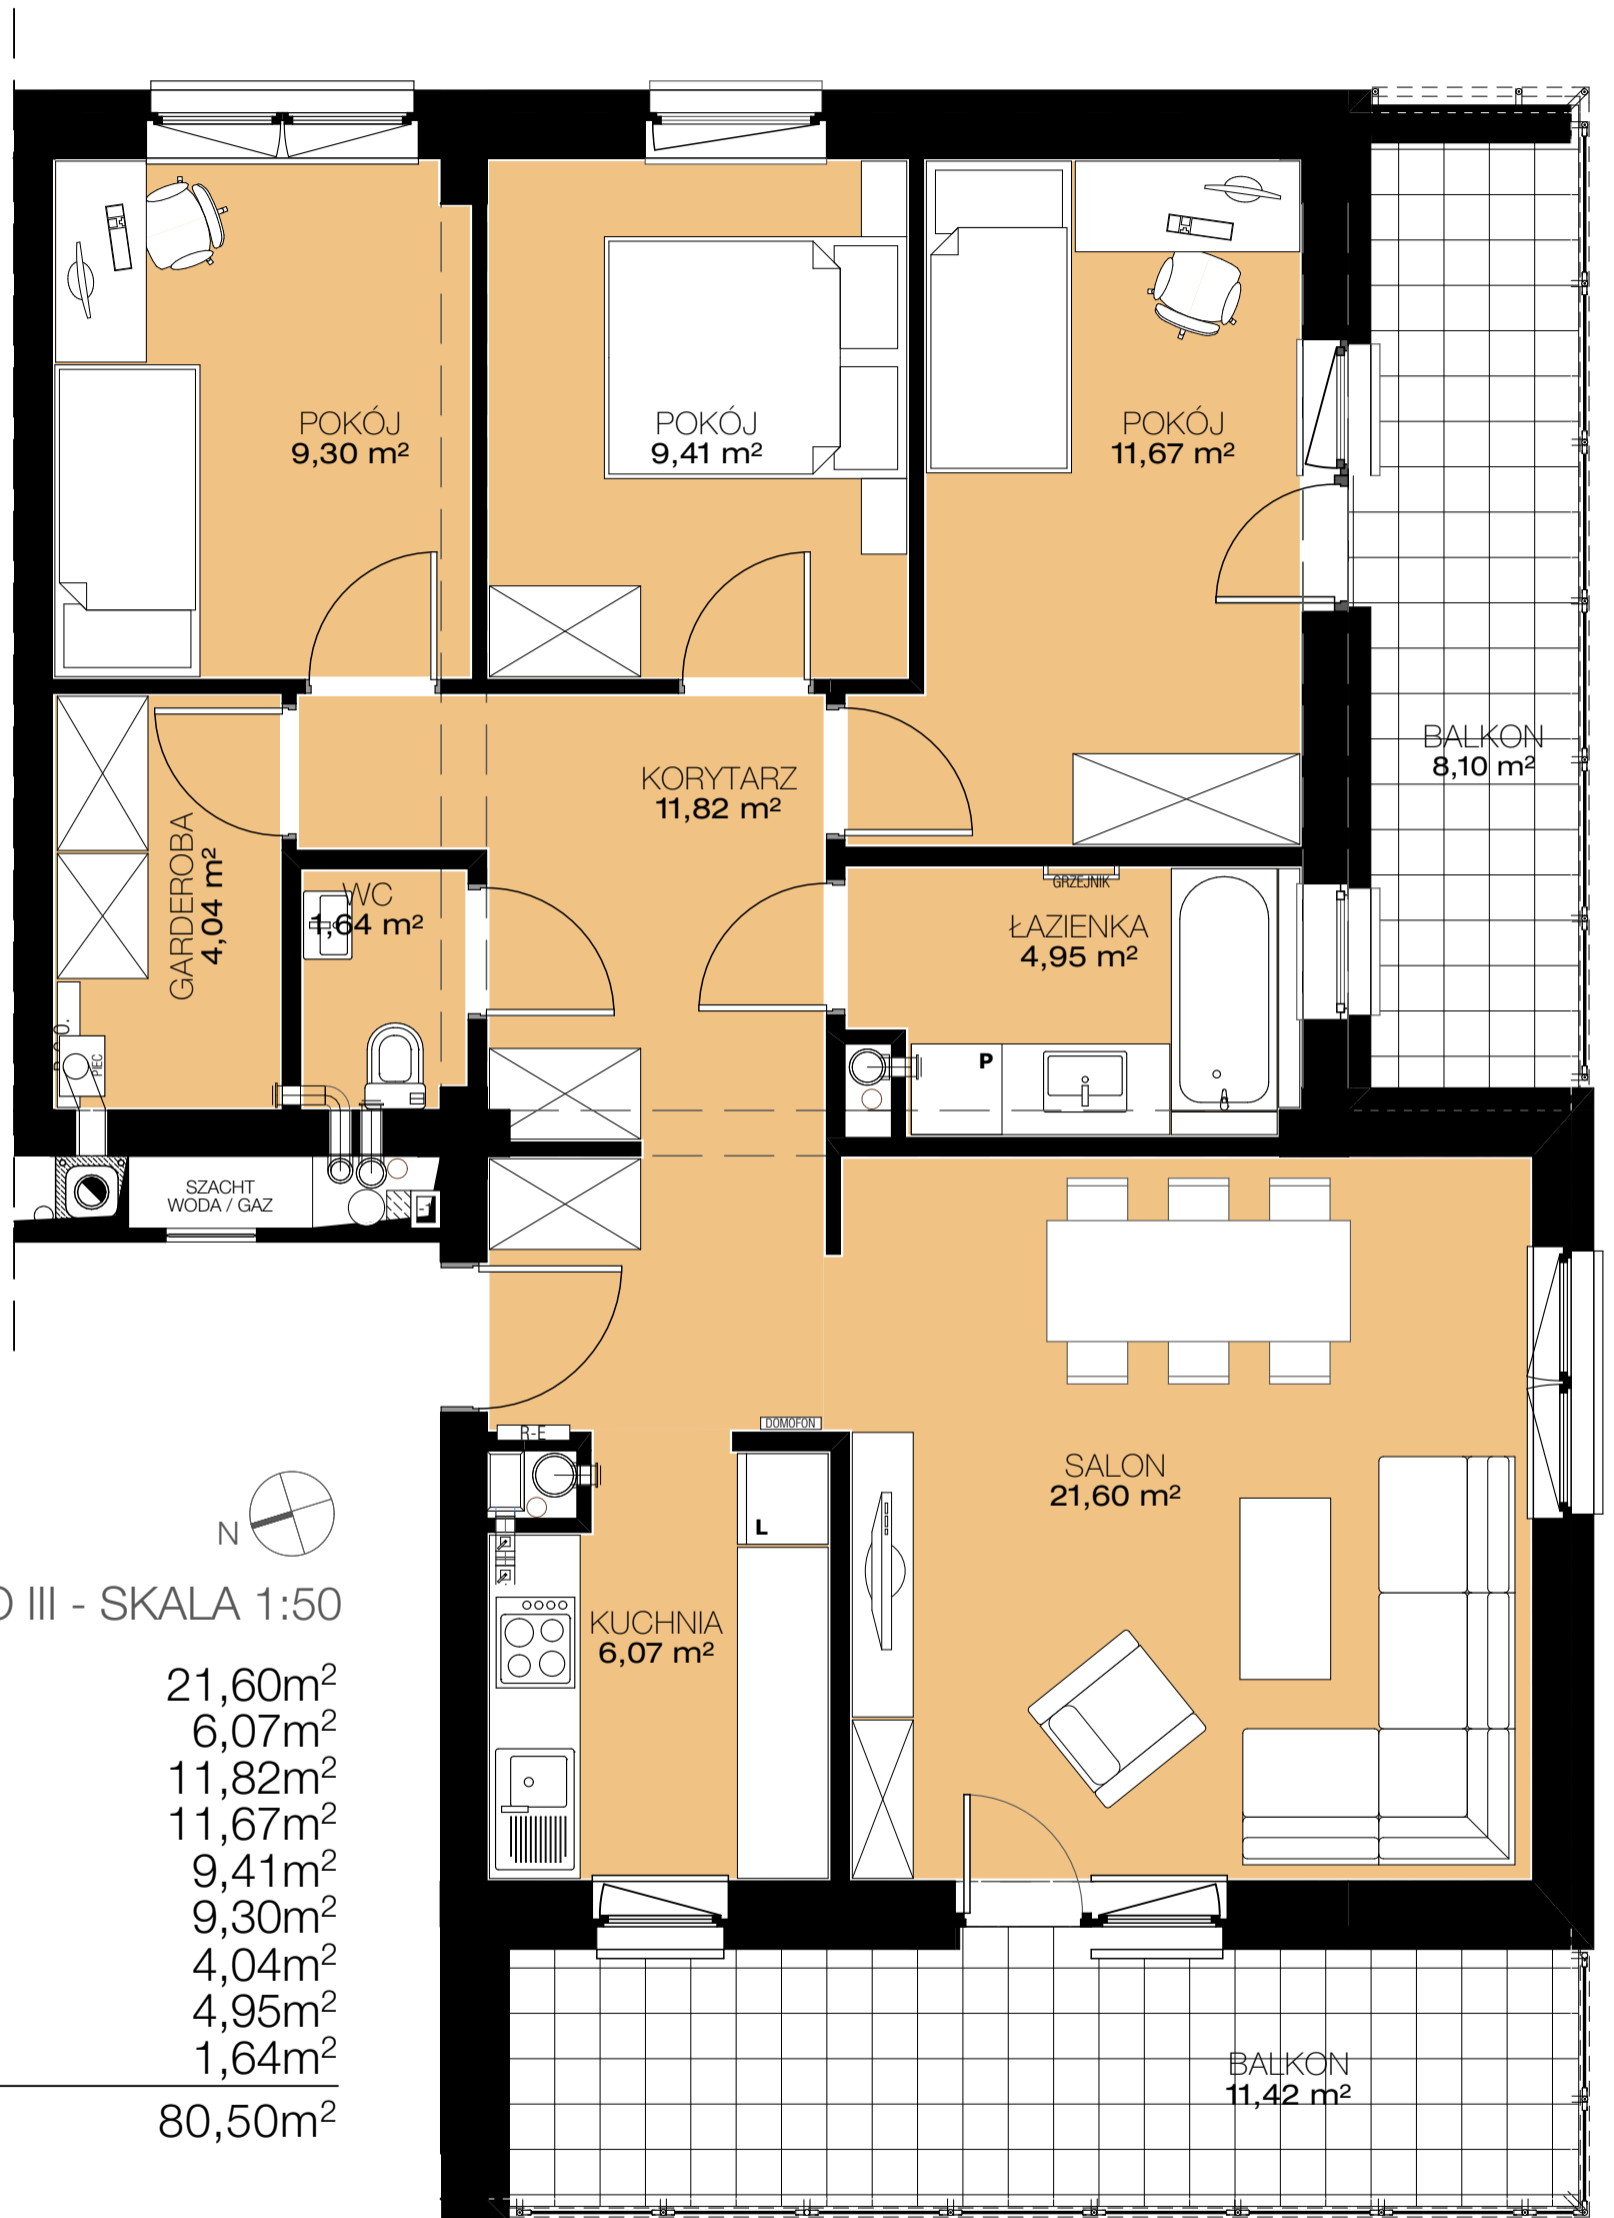 POKÓJ
9,30 m²
POKÓJ
9,41 m²
POKÓJ
11,67 m²
BALKON
8,10 m²
KORYTARZ
11,82 m²
GARDEROBA
4,04 m²
WC
1,64 m²
GRZEJNIK
ŁAZIENKA
4,95 m²
PIEC
P
SZACHT
WODA / GAZ
DOMOFON
R-E
L
SALON
21,60 m²
KUCHNIA
6,07 m²
N
III - SKALA 1:50
21,60m²
6,07m²
11,82m²
11,67m²
9,41m²
9,30m²
4,04m²
4,95m²
1,64m²
80,50m²
BALKON
11,42 m²